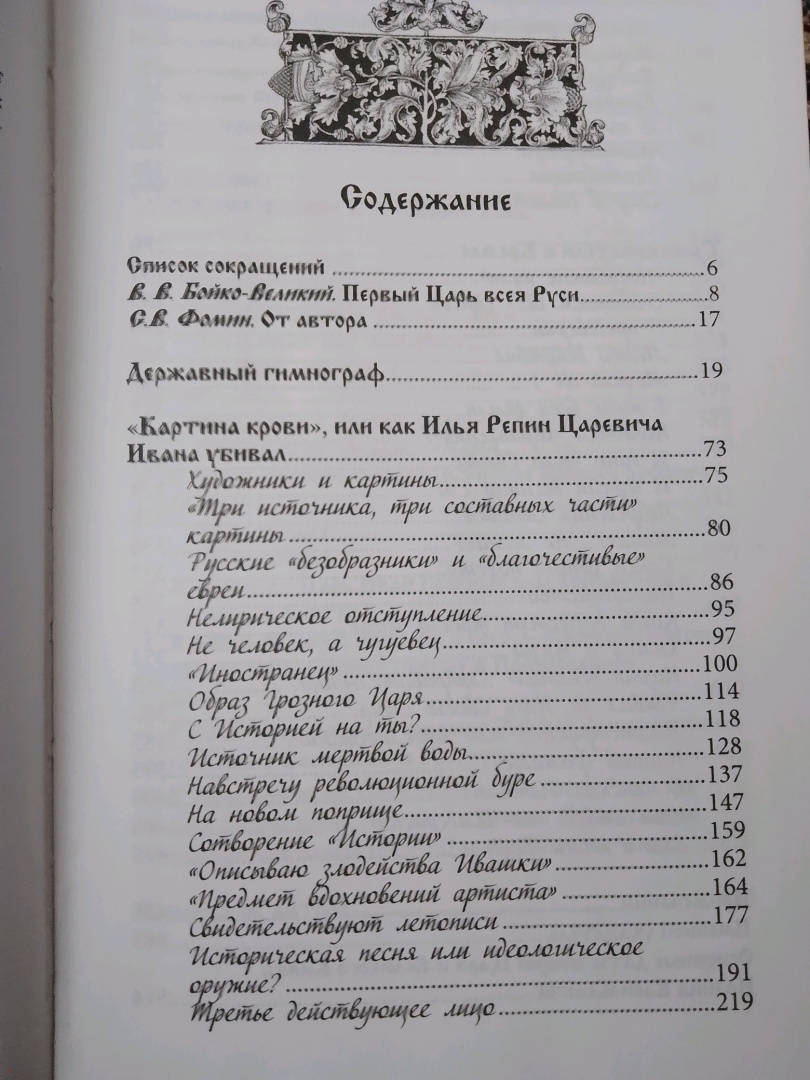 Содержание
Список сокращений ........ 6
В. В. Бойко-Великий. Первый Царь всея Руси ........ 8
С.В. Фомин. От автора ........ 17
Державный гимнограф ........ 19
«Картина крови», или как Илья Репин Царевича
Ивана убивал ........ 73
Художники и картины ........ 75
«Три источника, три составных части»
картины ........ 80
Русские «безобразники» и «благочестивые»
евреи ........ 86
Нелирическое отступление ........ 95
Не человек, а чугуевец ........ 97
«Иностранец» ........ 100
Образ Грозного Царя ........ 114
С Историей на ты? ........ 118
Источник мертвой воды ........ 128
Навстречу революционной буре ........ 137
На новом поприще ........ 147
Сотворение «Истории» ........ 159
«Описываю злодейства Ивашки» ........ 162
«Предмет вдохновений артиста» ........ 164
Свидетельствуют летописи ........ 177
Историческая песня или идеологическое
оружие? ........ 191
Третье действующее лицо ........ 219